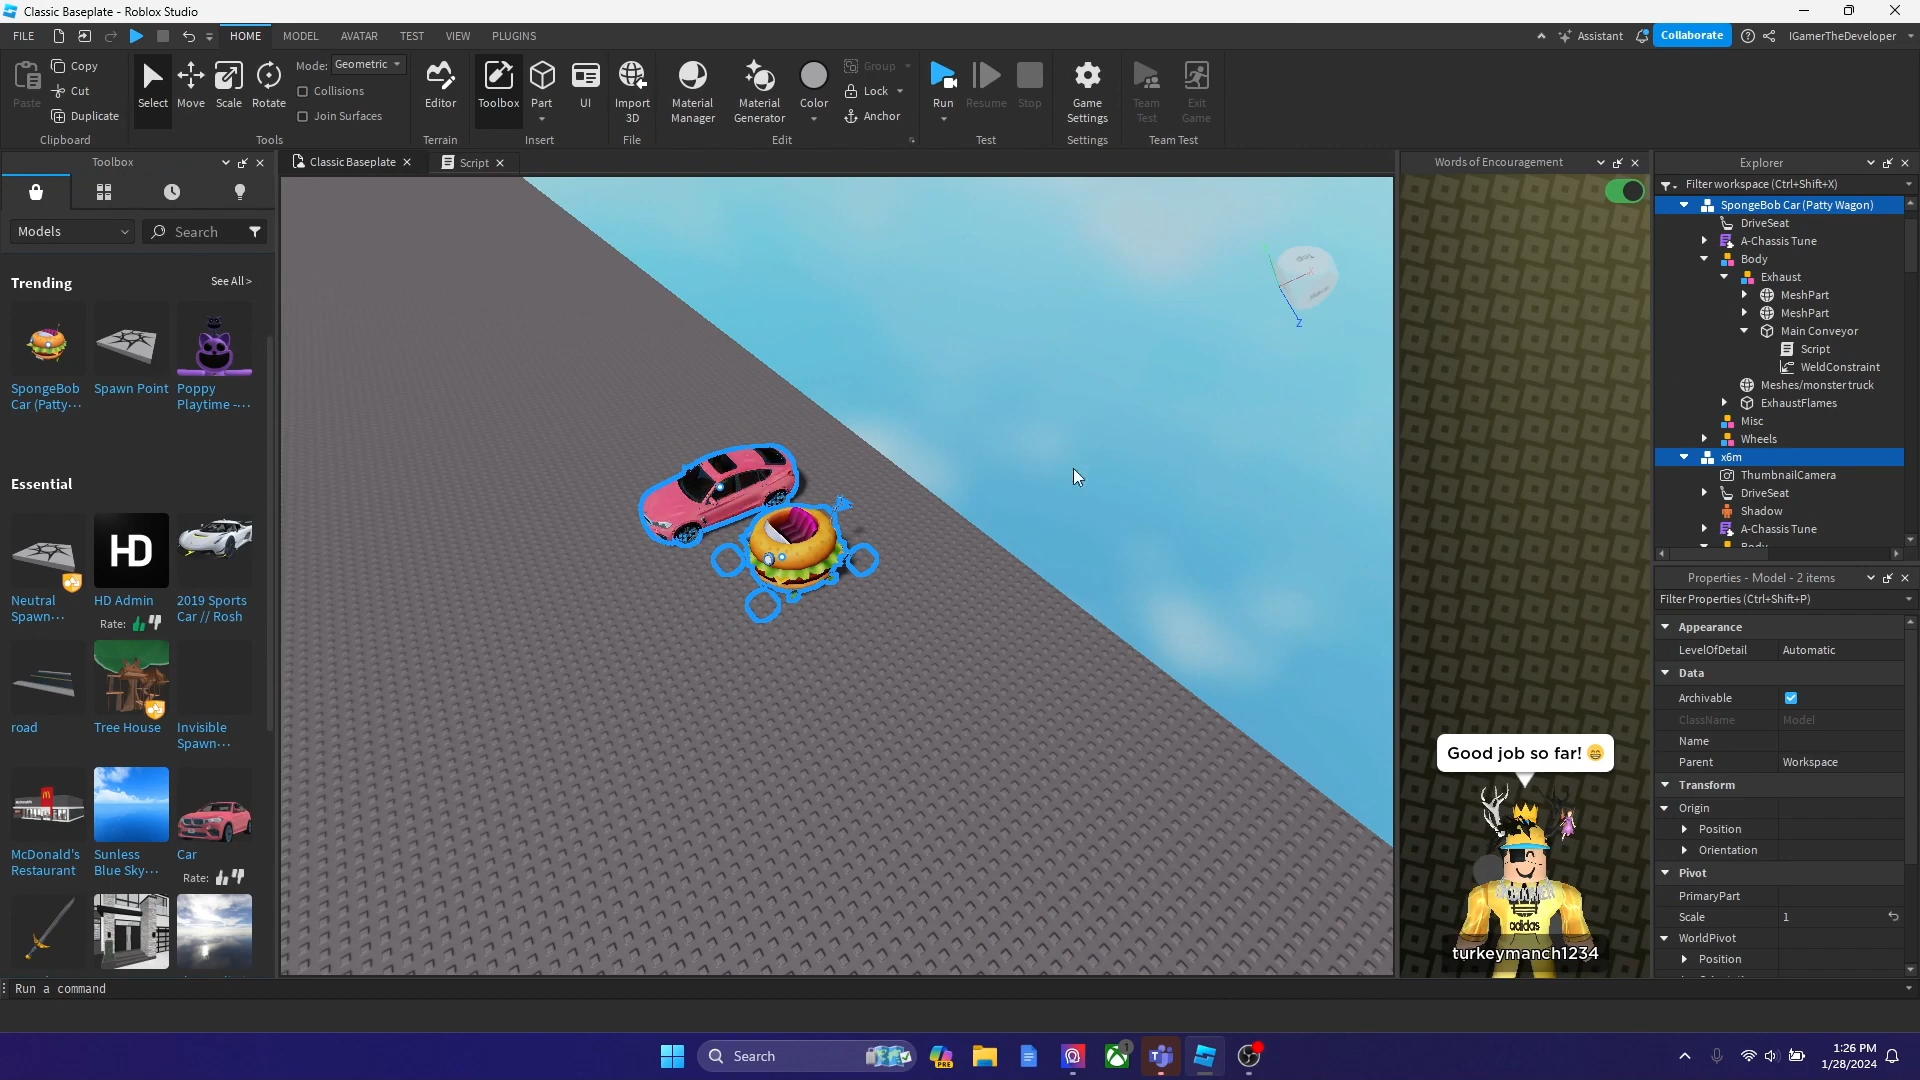 Classic Baseplate - Roblox Studio
FILE
HOME
MODEL
AVATAR
TEST
VIEW
PLUGINS
Assistant
Collaborate
IGamerTheDeveloper
Paste
Copy
Cut
Duplicate
Clipboard
Select
Move
Scale
Rotate
Mode: Geometric
Collisions
Join Surfaces
Tools
Editor
Terrain
Toolbox
Part
UI
Insert
Import
3D
File
Material
Manager
Material
Generator
Color
Group
Lock
Anchor
Edit
Run
Resume
Stop
Test
Game
Settings
Settings
Team
Test
Exit
Game
Team Test
Toolbox
Classic Baseplate
Script
Models
Search
Trending
See All >
SpongeBob
Car (Patty...
Spawn Point
Poppy
Playtime -...
Essential
Neutral
Spawn...
HD
HD Admin
Rate:
2019 Sports
Car // Rosh
road
Tree House
Invisible
Spawn...
McDonald's
Restaurant
Sunless
Blue Sky...
Car
Rate:
Z
Words of Encouragement
Good job so far! 😄
adidas
turkeymanch1234
Explorer
Filter workspace (Ctrl+Shift+X)
SpongeBob Car (Patty Wagon)
DriveSeat
A-Chassis Tune
Body
Exhaust
MeshPart
MeshPart
Main Conveyor
Script
WeldConstraint
Meshes/monster truck
ExhaustFlames
Misc
Wheels
x6m
ThumbnailCamera
DriveSeat
Shadow
A-Chassis Tune
Body
Properties - Model - 2 items
Filter Properties (Ctrl+Shift+P)
Appearance
LevelOfDetail Automatic
Data
Archivable
ClassName Model
Name
Parent Workspace
Transform
Origin
Position
Orientation
Pivot
PrimaryPart
Scale 1
WorldPivot
Position
Run a command
Search
PRE
1
1:26 PM
1/28/2024